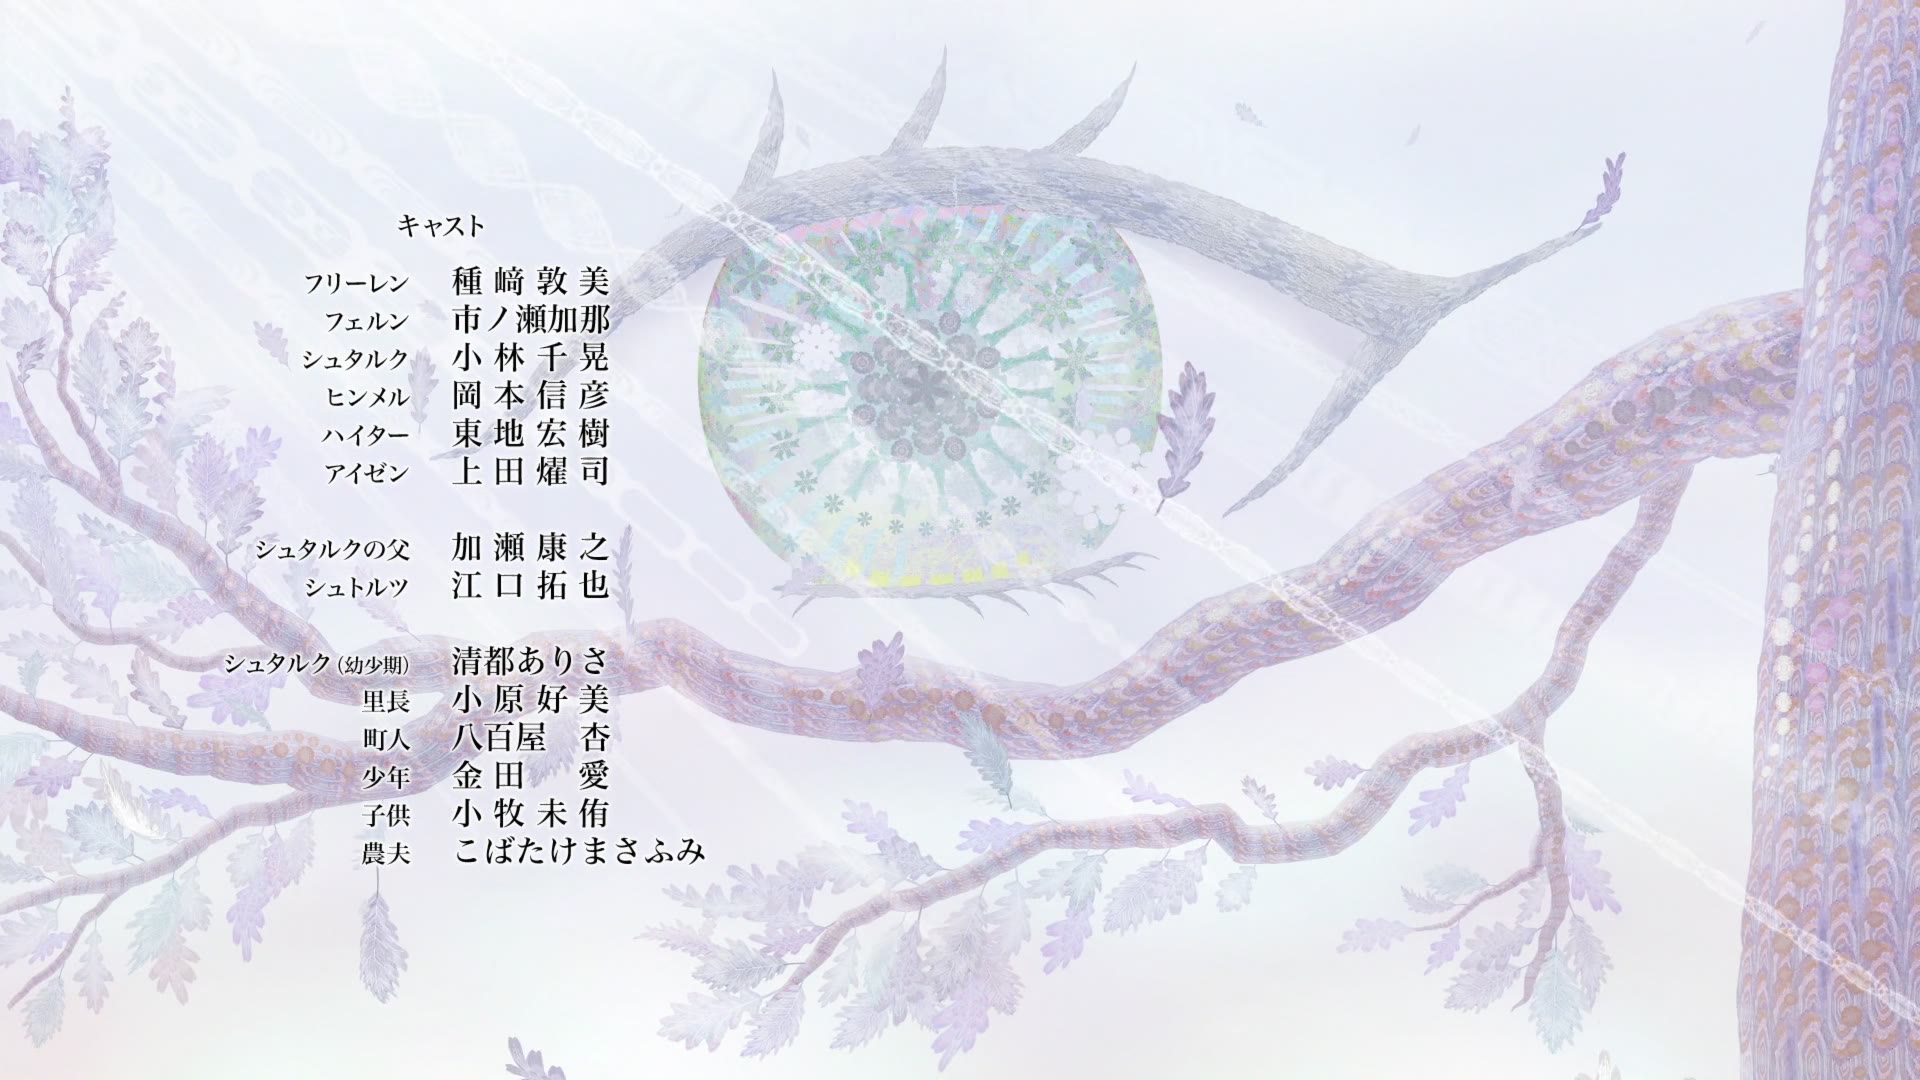 キャスト
フリーレン 種﨑敦美
フェルン 市ノ瀬加那
シュタルク 小林千晃
ヒンメル 岡本信彦
ハイター 東地宏樹
アイゼン 上田燿司
シュタルクの父 加瀬康之
シュトルツ 江口拓也
シュタルク（幼少期） 清都ありさ
里長 小原好美
町人 八百屋 杏
少年 金田 愛
子供 小牧未侑
農夫 こばたけまさふみ